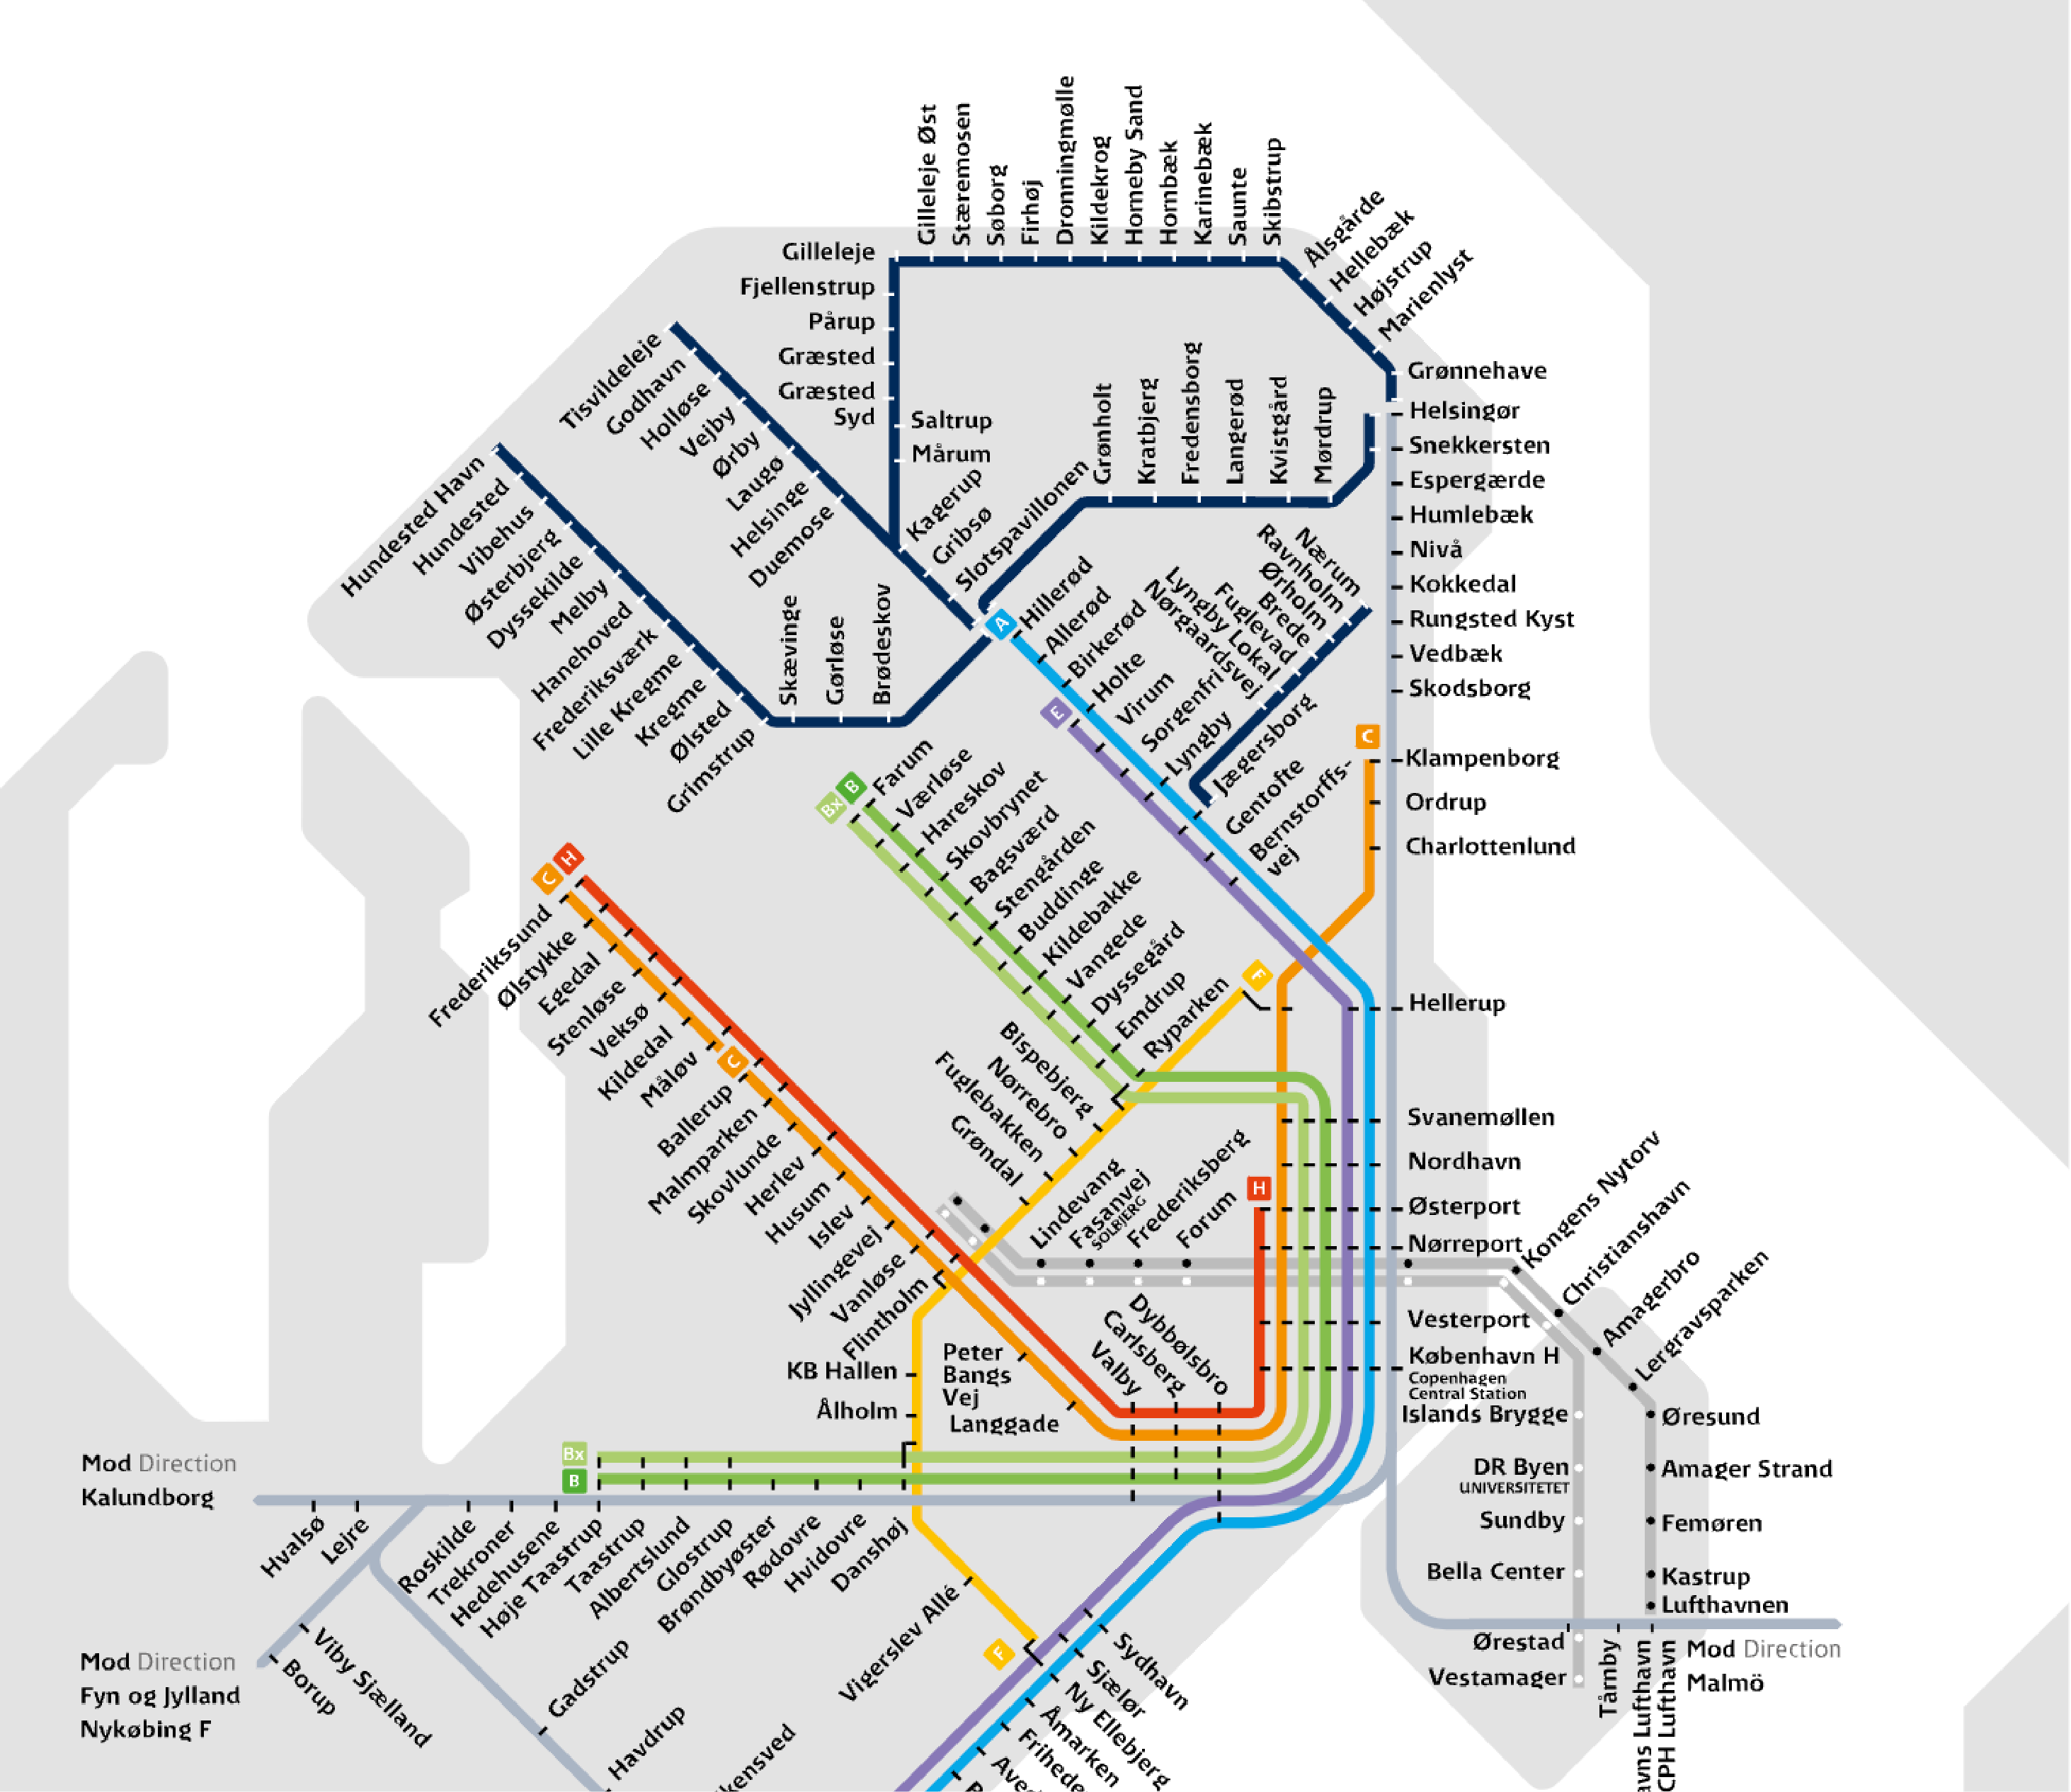 Gilleleje Øst
Stæremosen
Søborg
Firhøj
Dronningmølle
Kildekrog
Horneby Sand
Hornbæk
Karinebæk
Saunte
Skibstrup
Ålsgårde
Hellebæk
Højstrup
Marienlyst
Gilleleje
Fjellenstrup
Pårup
Græsted
Græsted
Syd
Saltrup
Mårum
Kagerup
Gribsø
Slotspavillonen
Tisvildeleje
Godhavn
Holløse
Vejby
Ørby
Laugø
Helsinge
Duemose
Hundested Havn
Hundested
Vibehus
Østerbjerg
Dyssekilde
Melby
Hanehoved
Frederiksværk
Lille Kregme
Kregme
Ølsted
Grimstrup
Skævinge
Gørløse
Brødeskov
Grønholt
Kratbjerg
Fredensborg
Langerød
Kvistgård
Mørdrup
Grønnehave
Helsingør
Snekkersten
Espergærde
Humlebæk
Nivå
Kokkedal
Rungsted Kyst
Vedbæk
Skodsborg
C
Klampenborg
Ordrup
Charlottenlund
Nærum
Ravnholm
Ørholm
Brede
Fuglevad
Lyngby Lokal
Nørgaardsvej
A
Hillerød
Allerød
Birkerød
E
Holte
Virum
Sorgenfri
Lyngby
Jægersborg
Gentofte
Bernstorffs-
vej
Bx
B
Farum
Værløse
Hareskov
Skovbrynet
Bagsværd
Stengården
Buddinge
Kildebakke
Vangede
Dyssegård
Emdrup
Ryparken
F
Hellerup
Bispebjerg
Nørrebro
Fuglebakken
Grøndal
C
H
Frederikssund
Ølstykke
Egedal
Stenløse
Veksø
Kildedal
Måløv
C
Ballerup
Malmparken
Skovlunde
Herlev
Husum
Islev
Jyllingevej
Vanløse
Flintholm
KB Hallen
Ålholm
Peter
Bangs
Vej
Langgade
Lindevang
Fasanvej
SOLBJERG
Frederiksberg
Forum
H
Svanemøllen
Nordhavn
Østerport
Nørreport
Vesterport
København H
Copenhagen
Central Station
Dybbølsbro
Carlsberg
Valby
Kongens Nytorv
Christianshavn
Amagerbro
Lergravsparken
Islands Brygge
DR Byen
UNIVERSITETET
Sundby
Bella Center
Ørestad
Vestamager
Øresund
Amager Strand
Femøren
Kastrup
Lufthavnen
Tårnby
avns Lufthavn
CPH Lufthavn
Mod Direction
Malmö
Mod Direction
Kalundborg
Bx
B
Hvalsø
Lejre
Roskilde
Trekroner
Hedehusene
Høje Taastrup
Taastrup
Albertslund
Glostrup
Brøndbyøster
Rødovre
Hvidovre
Danshøj
Vigerslev Allé
F
Mod Direction
Fyn og Jylland
Nykøbing F
Viby Sjælland
Borup
Gadstrup
Havdrup
kensved
Sydhavn
Sjælør
Ny Ellebjerg
Åmarken
Frihede
Aved